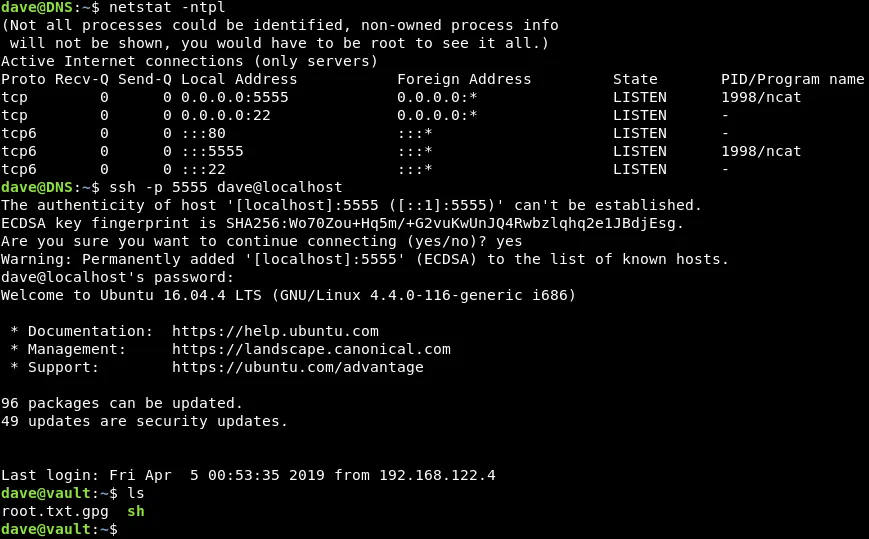 dave@DNS:~$ netstat -ntpl
(Not all processes could be identified, non-owned process info
 will not be shown, you would have to be root to see it all.)
Active Internet connections (only servers)
Proto Recv-Q Send-Q Local Address           Foreign Address         State       PID/Program name
tcp        0      0 0.0.0.0:5555            0.0.0.0:*               LISTEN      1998/ncat
tcp        0      0 0.0.0.0:22              0.0.0.0:*               LISTEN      -
tcp6       0      0 :::80                   :::*                    LISTEN      -
tcp6       0      0 :::5555                 :::*                    LISTEN      1998/ncat
tcp6       0      0 :::22                   :::*                    LISTEN      -
dave@DNS:~$ ssh -p 5555 dave@localhost
The authenticity of host '[localhost]:5555 ([::1]:5555)' can't be established.
ECDSA key fingerprint is SHA256:Wo70Zou+Hq5m/+G2vuKwUnJQ4Rwbzlqhq2e1JBdjEsg.
Are you sure you want to continue connecting (yes/no)? yes
Warning: Permanently added '[localhost]:5555' (ECDSA) to the list of known hosts.
dave@localhost's password:
Welcome to Ubuntu 16.04.4 LTS (GNU/Linux 4.4.0-116-generic i686)

 * Documentation:  https://help.ubuntu.com
 * Management:     https://landscape.canonical.com
 * Support:        https://ubuntu.com/advantage

96 packages can be updated.
49 updates are security updates.


Last login: Fri Apr  5 00:53:35 2019 from 192.168.122.4
dave@vault:~$ ls
root.txt.gpg  sh
dave@vault:~$